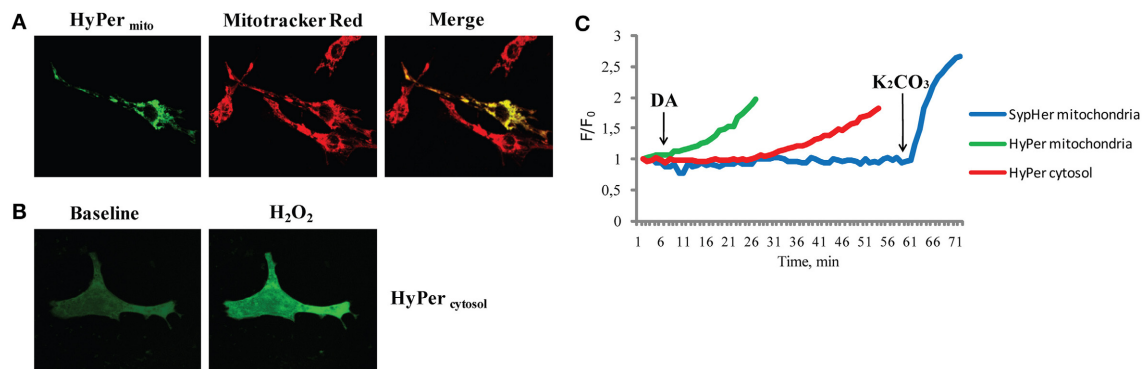 A
HyPer mito
Mitotracker Red
Merge
B
Baseline
H2O2
HyPer cytosol
C
F/F0
3
2,5
2
1,5
1
0,5
0
DA
K2CO3
1 6 11 16 21 26 31 36 41 46 51 56 61 66 71
Time, min
SypHer mitochondria
HyPer mitochondria
HyPer cytosol